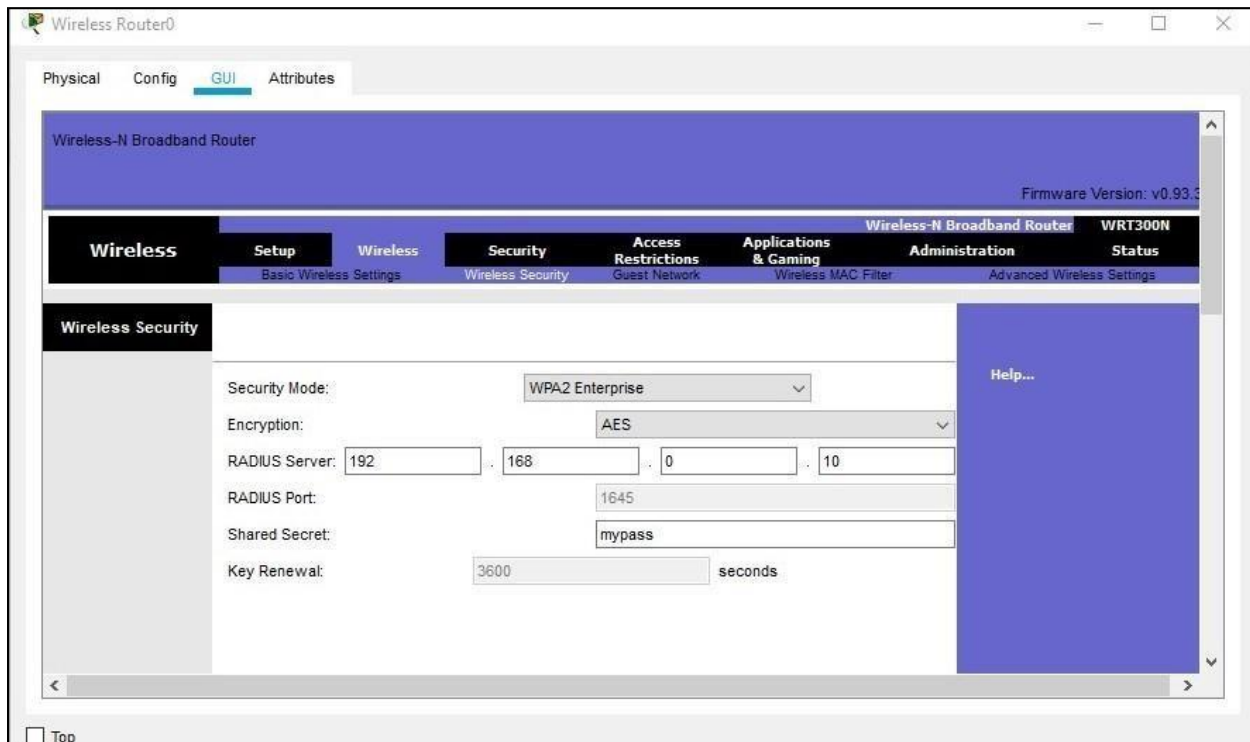 Wireless Router0
Physical Config GUI Attributes
Wireless-N Broadband Router
Firmware Version: v0.93.3
Wireless-N Broadband Router WRT300N
Wireless Setup Wireless Security Access Restrictions Applications & Gaming Administration Status
Basic Wireless Settings Wireless Security Guest Network Wireless MAC Filter Advanced Wireless Settings
Wireless Security
Help...
Security Mode: WPA2 Enterprise
Encryption: AES
RADIUS Server: 192 . 168 . 0 . 10
RADIUS Port: 1645
Shared Secret: mypass
Key Renewal: 3600 seconds
Top